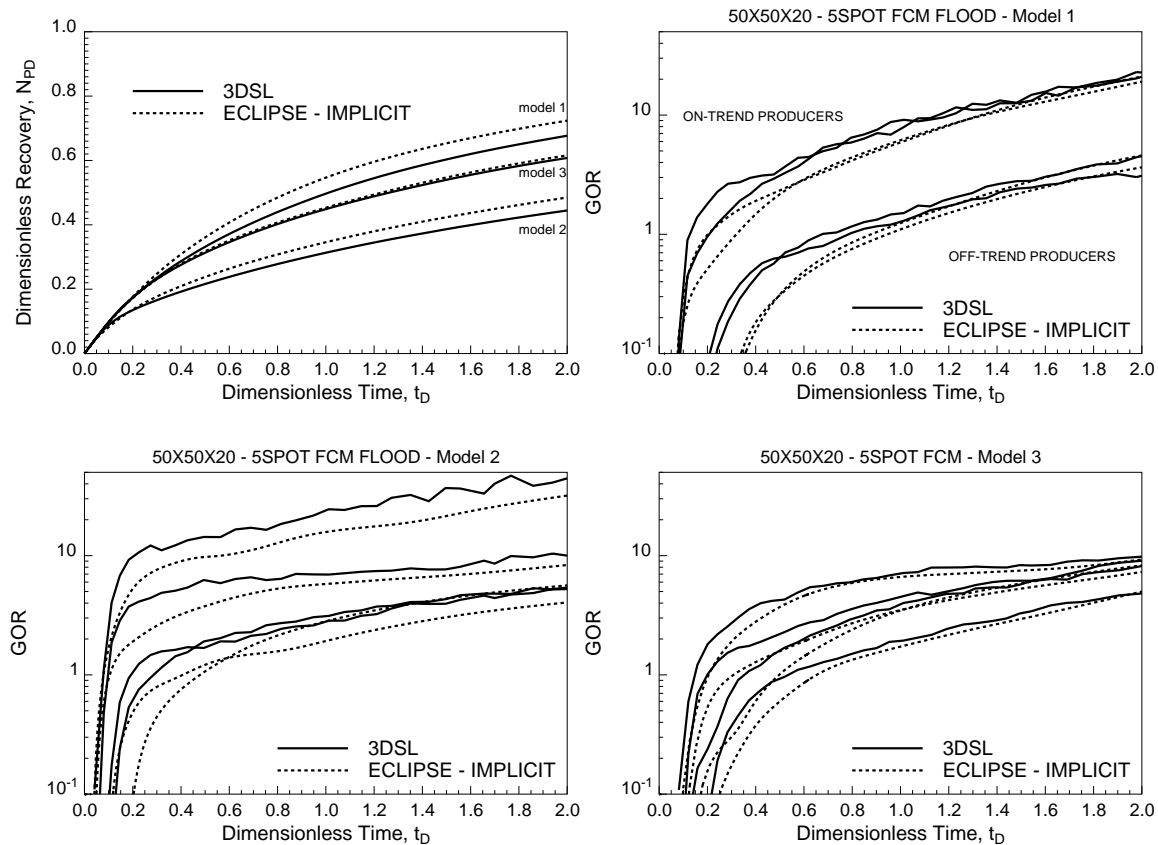 1.0
0.8
0.6
0.4
0.2
0.0
Dimensionless Recovery, N_PD
3DSL
ECLIPSE - IMPLICIT
model 1
model 3
model 2
0.0 0.2 0.4 0.6 0.8 1.0 1.2 1.4 1.6 1.8 2.0
Dimensionless Time, t_D
50X50X20 - 5SPOT FCM FLOOD - Model 1
10
1
10^-1
GOR
ON-TREND PRODUCERS
OFF-TREND PRODUCERS
3DSL
ECLIPSE - IMPLICIT
0.0 0.2 0.4 0.6 0.8 1.0 1.2 1.4 1.6 1.8 2.0
Dimensionless Time, t_D
50X50X20 - 5SPOT FCM FLOOD - Model 2
10
1
10^-1
GOR
3DSL
ECLIPSE - IMPLICIT
0.0 0.2 0.4 0.6 0.8 1.0 1.2 1.4 1.6 1.8 2.0
Dimensionless Time, t_D
50X50X20 - 5SPOT FCM - Model 3
10
1
10^-1
GOR
3DSL
ECLIPSE - IMPLICIT
0.0 0.2 0.4 0.6 0.8 1.0 1.2 1.4 1.6 1.8 2.0
Dimensionless Time, t_D